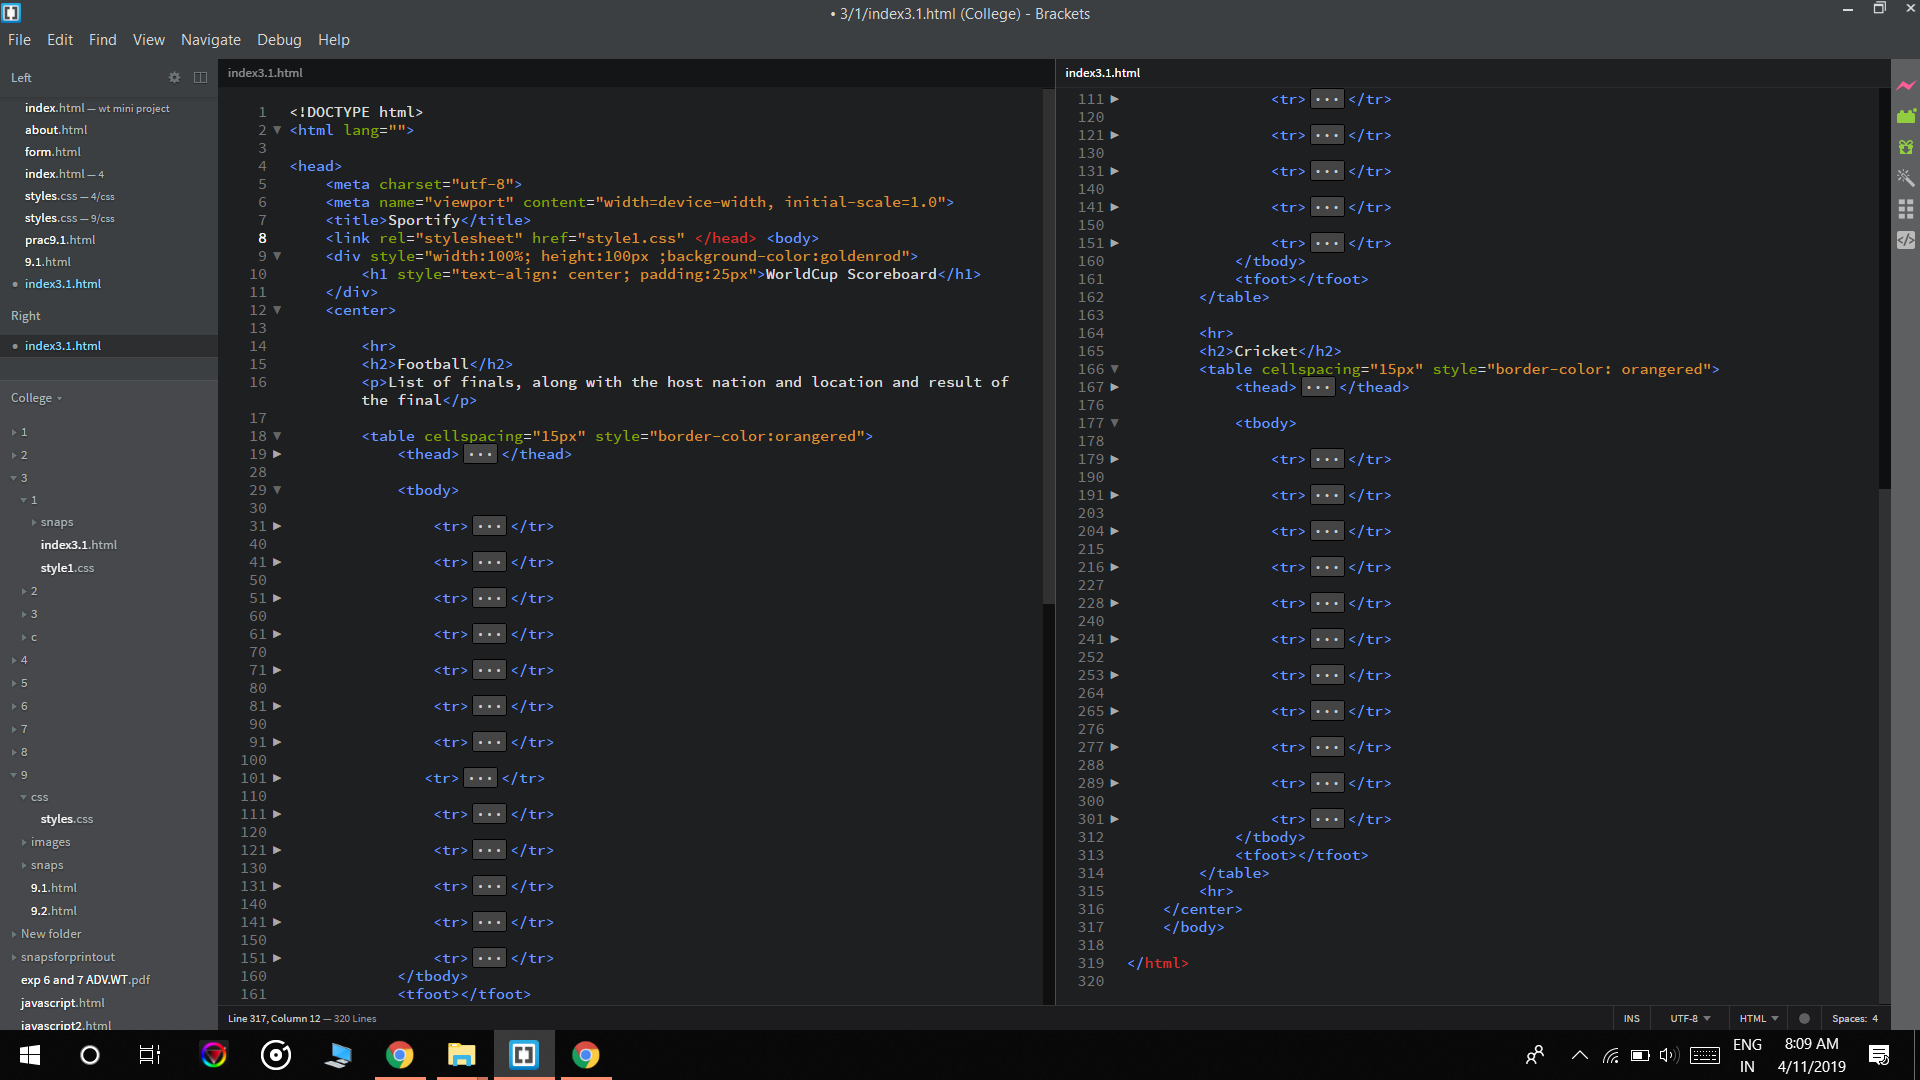 • 3/1/index3.1.html (College) - Brackets
File Edit Find View Navigate Debug Help
Left
index.html — wt mini project
about.html
form.html
index.html — 4
styles.css — 4/css
styles.css — 9/css
prac9.1.html
9.1.html
index3.1.html
Right
index3.1.html
College
1
2
3
1
snaps
index3.1.html
style1.css
2
3
c
4
5
6
7
8
9
css
styles.css
images
snaps
9.1.html
9.2.html
New folder
snapsforprintout
exp 6 and 7 ADV.WT.pdf
javascript.html
javascript2.html
index3.1.html
1 <!DOCTYPE html>
2 <html lang="">
3
4 <head>
5 <meta charset="utf-8">
6 <meta name="viewport" content="width=device-width, initial-scale=1.0">
7 <title>Sportify</title>
8 <link rel="stylesheet" href="style1.css" </head> <body>
9 <div style="width:100%; height:100px ;background-color:goldenrod">
10 <h1 style="text-align: center; padding:25px">WorldCup Scoreboard</h1>
11 </div>
12 <center>
13
14 <hr>
15 <h2>Football</h2>
16 <p>List of finals, along with the host nation and location and result of
the final</p>
17
18 <table cellspacing="15px" style="border-color:orangered">
19 <thead> ... </thead>
28
29 <tbody>
30
31 <tr> ... </tr>
40
41 <tr> ... </tr>
50
51 <tr> ... </tr>
60
61 <tr> ... </tr>
70
71 <tr> ... </tr>
80
81 <tr> ... </tr>
90
91 <tr> ... </tr>
100
101 <tr> ... </tr>
110
111 <tr> ... </tr>
120
121 <tr> ... </tr>
130
131 <tr> ... </tr>
140
141 <tr> ... </tr>
150
151 <tr> ... </tr>
160 </tbody>
161 <tfoot></tfoot>
index3.1.html
111 <tr> ... </tr>
120
121 <tr> ... </tr>
130
131 <tr> ... </tr>
140
141 <tr> ... </tr>
150
151 <tr> ... </tr>
160 </tbody>
161 <tfoot></tfoot>
162 </table>
163
164 <hr>
165 <h2>Cricket</h2>
166 <table cellspacing="15px" style="border-color: orangered">
167 <thead> ... </thead>
176
177 <tbody>
178
179 <tr> ... </tr>
190
191 <tr> ... </tr>
203
204 <tr> ... </tr>
215
216 <tr> ... </tr>
227
228 <tr> ... </tr>
240
241 <tr> ... </tr>
252
253 <tr> ... </tr>
264
265 <tr> ... </tr>
276
277 <tr> ... </tr>
288
289 <tr> ... </tr>
300
301 <tr> ... </tr>
312 </tbody>
313 <tfoot></tfoot>
314 </table>
315 <hr>
316 </center>
317 </body>
318
319 </html>
320
Line 317, Column 12 — 320 Lines
INS UTF-8 HTML Spaces: 4
ENG
IN
8:09 AM
4/11/2019